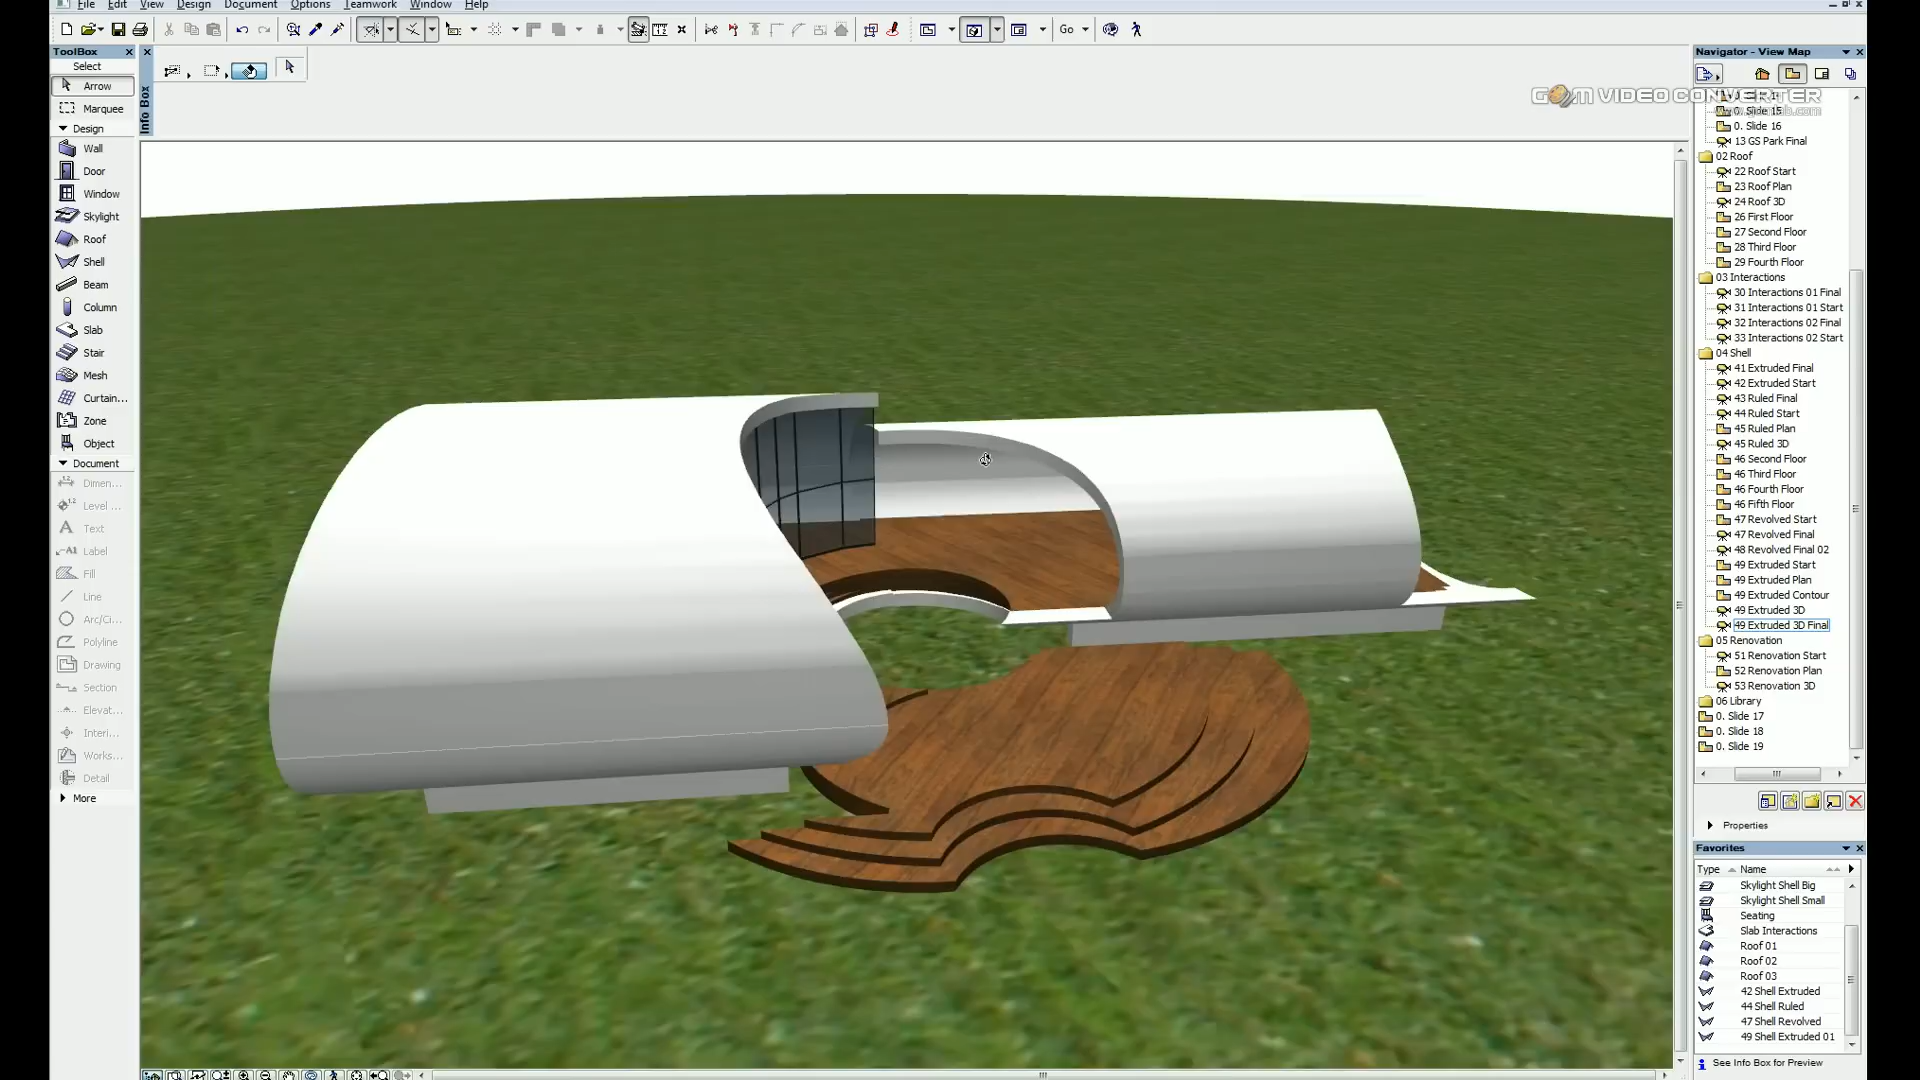 File Edit View Design Document Options Teamwork Window Help
Go
ToolBox
Select
Arrow
Marquee
Design
Wall
Door
Window
Skylight
Roof
Shell
Beam
Column
Slab
Stair
Mesh
Curtain...
Zone
Object
Document
Dimen...
Level ...
Text
Label
Fill
Line
Arc/Ci...
Polyline
Drawing
Section
Elevat...
Interi...
Works...
Detail
More
Info Box
Navigator - View Map
GOM VIDEO CONVERTER
0. Slide 15
0. Slide 16
13 GS Park Final
02 Roof
22 Roof Start
23 Roof Plan
24 Roof 3D
26 First Floor
27 Second Floor
28 Third Floor
29 Fourth Floor
03 Interactions
30 Interactions 01 Final
31 Interactions 01 Start
32 Interactions 02 Final
33 Interactions 02 Start
04 Shell
41 Extruded Final
42 Extruded Start
43 Ruled Final
44 Ruled Start
45 Ruled Plan
45 Ruled 3D
46 Second Floor
46 Third Floor
46 Fourth Floor
46 Fifth Floor
47 Revolved Start
47 Revolved Final
48 Revolved Final 02
49 Extruded Start
49 Extruded Plan
49 Extruded Contour
49 Extruded 3D
49 Extruded 3D Final
05 Renovation
51 Renovation Start
52 Renovation Plan
53 Renovation 3D
06 Library
0. Slide 17
0. Slide 18
0. Slide 19
Properties
Favorites
Type Name
Skylight Shell Big
Skylight Shell Small
Seating
Slab Interactions
Roof 01
Roof 02
Roof 03
42 Shell Extruded
44 Shell Ruled
47 Shell Revolved
49 Shell Extruded 01
See Info Box for Preview